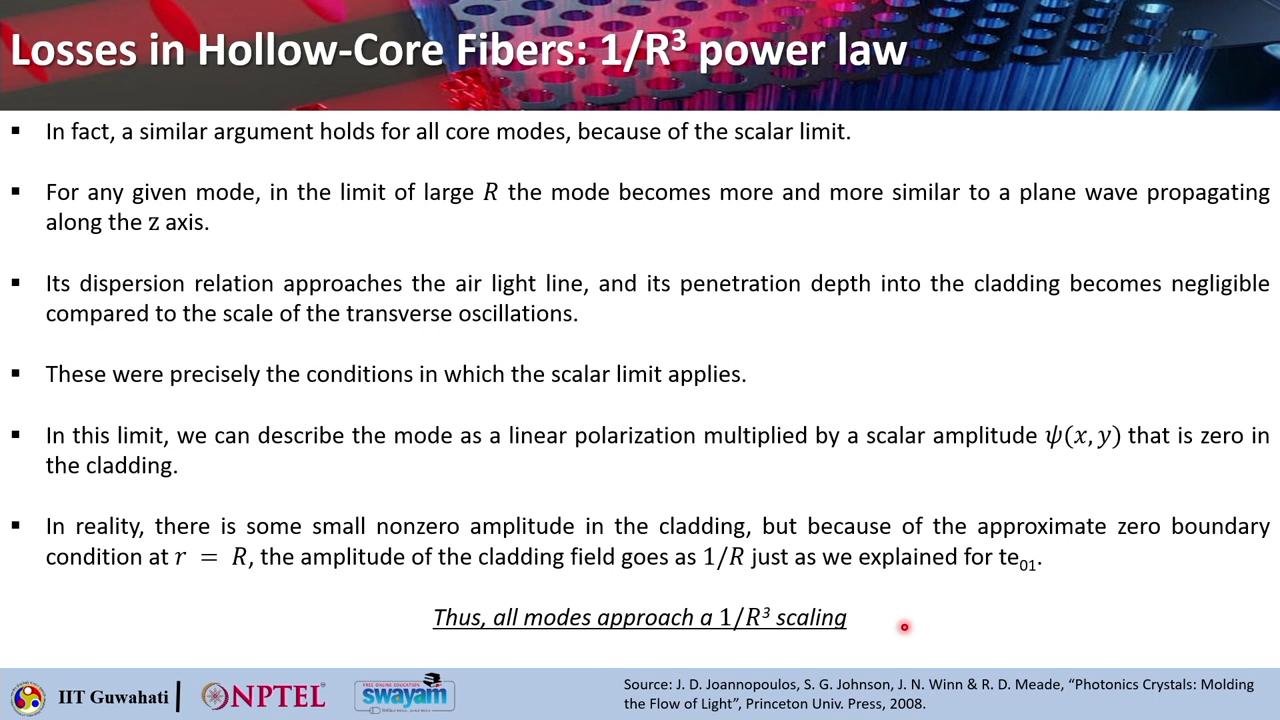 Losses in Hollow-Core Fibers: 1/R³ power law
▪ In fact, a similar argument holds for all core modes, because of the scalar limit.
▪ For any given mode, in the limit of large R the mode becomes more and more similar to a plane wave propagating
along the z axis.
▪ Its dispersion relation approaches the air light line, and its penetration depth into the cladding becomes negligible
compared to the scale of the transverse oscillations.
▪ These were precisely the conditions in which the scalar limit applies.
▪ In this limit, we can describe the mode as a linear polarization multiplied by a scalar amplitude ψ(x, y) that is zero in
the cladding.
▪ In reality, there is some small nonzero amplitude in the cladding, but because of the approximate zero boundary
condition at r = R, the amplitude of the cladding field goes as 1/R just as we explained for te₀₁.
Thus, all modes approach a 1/R³ scaling
IIT Guwahati
NPTEL
FREE ONLINE EDUCATION
swayam
Source: J. D. Joannopoulos, S. G. Johnson, J. N. Winn & R. D. Meade, “Photonics Crystals: Molding
the Flow of Light”, Princeton Univ. Press, 2008.